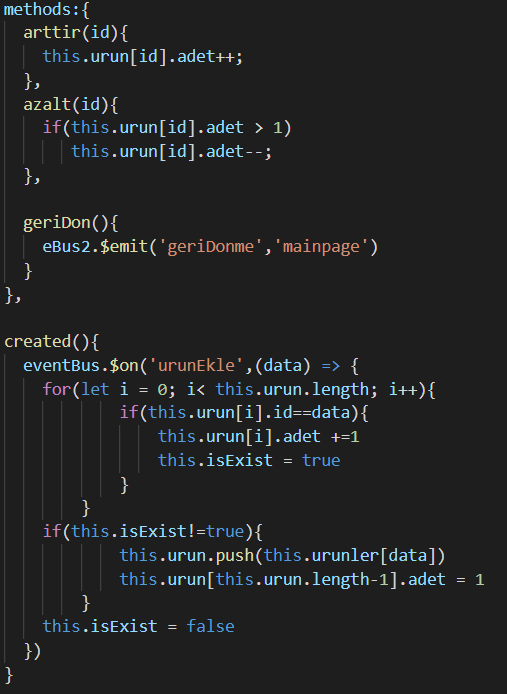 methods:{
arttir(id){
this.urun[id].adet++;
},
azalt(id){
if(this.urun[id].adet > 1)
this.urun[id].adet--;
},
geriDon(){
eBus2.$emit('geriDonme','mainpage')
}
},
created(){
eventBus.$on('urunEkle',(data) => {
for(let i = 0; i< this.urun.length; i++){
if(this.urun[i].id==data){
this.urun[i].adet +=1
this.isExist = true
}
}
if(this.isExist!=true){
this.urun.push(this.urunler[data])
this.urun[this.urun.length-1].adet = 1
}
this.isExist = false
})
}